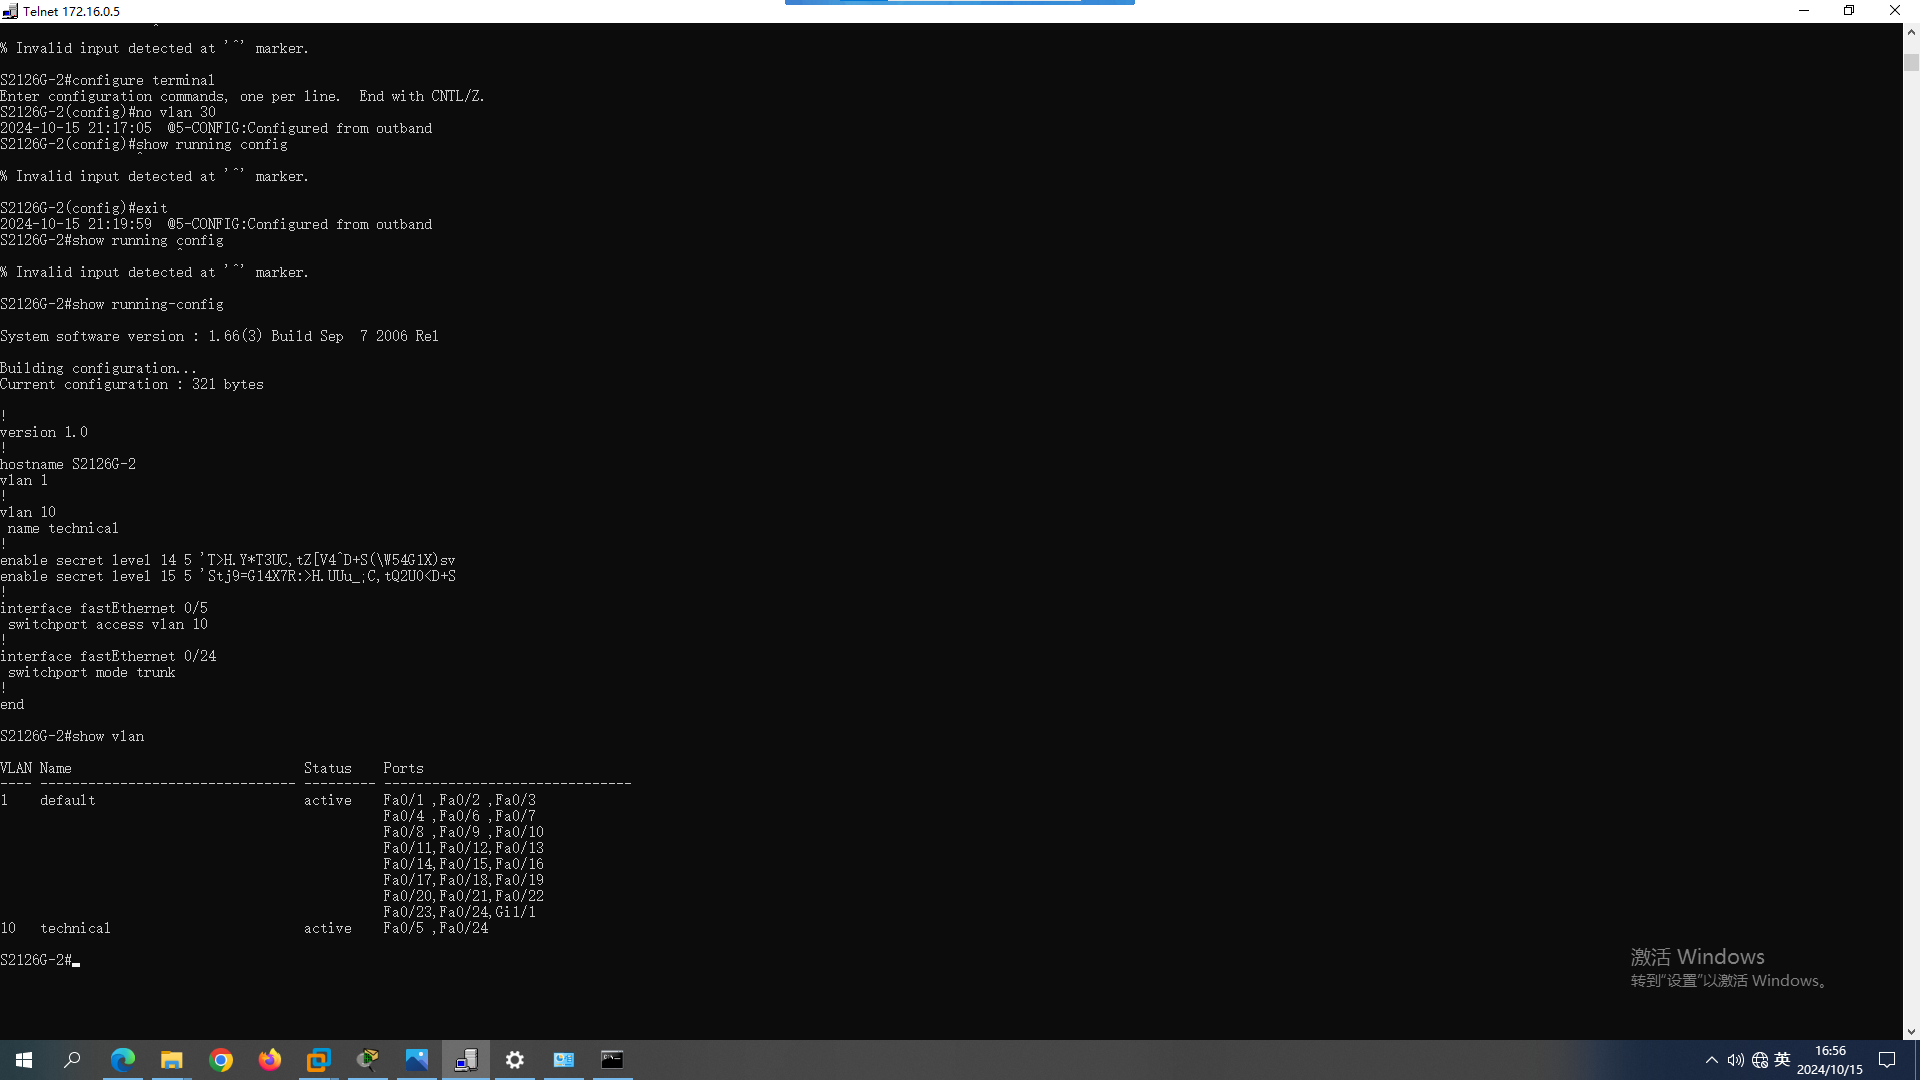 Telnet 172.16.0.5
^
% Invalid input detected at '^' marker.
S2126G-2#configure terminal
Enter configuration commands, one per line.  End with CNTL/Z.
S2126G-2(config)#no vlan 30
2024-10-15 21:17:05  @5-CONFIG:Configured from outband
S2126G-2(config)#show running config
^
% Invalid input detected at '^' marker.
S2126G-2(config)#exit
2024-10-15 21:19:59  @5-CONFIG:Configured from outband
S2126G-2#show running config
^
% Invalid input detected at '^' marker.
S2126G-2#show running-config
System software version : 1.66(3) Build Sep  7 2006 Rel
Building configuration...
Current configuration : 321 bytes
!
version 1.0
!
hostname S2126G-2
vlan 1
!
vlan 10
 name technical
!
enable secret level 14 5 'T>H.Y*T3UC,tZ[V4^D+S(\W54G1X)sv
enable secret level 15 5 'Stj9=G14X7R:>H.UUu_;C,tQ2U0<D+S
!
interface fastEthernet 0/5
 switchport access vlan 10
!
interface fastEthernet 0/24
 switchport mode trunk
!
end
S2126G-2#show vlan
VLAN Name                             Status    Ports
---- -------------------------------- --------- -------------------------------
1    default                          active    Fa0/1 ,Fa0/2 ,Fa0/3
Fa0/4 ,Fa0/6 ,Fa0/7
Fa0/8 ,Fa0/9 ,Fa0/10
Fa0/11,Fa0/12,Fa0/13
Fa0/14,Fa0/15,Fa0/16
Fa0/17,Fa0/18,Fa0/19
Fa0/20,Fa0/21,Fa0/22
Fa0/23,Fa0/24,Gi1/1
10   technical                        active    Fa0/5 ,Fa0/24
S2126G-2#
激活 Windows
转到"设置"以激活 Windows。
英
16:56
2024/10/15